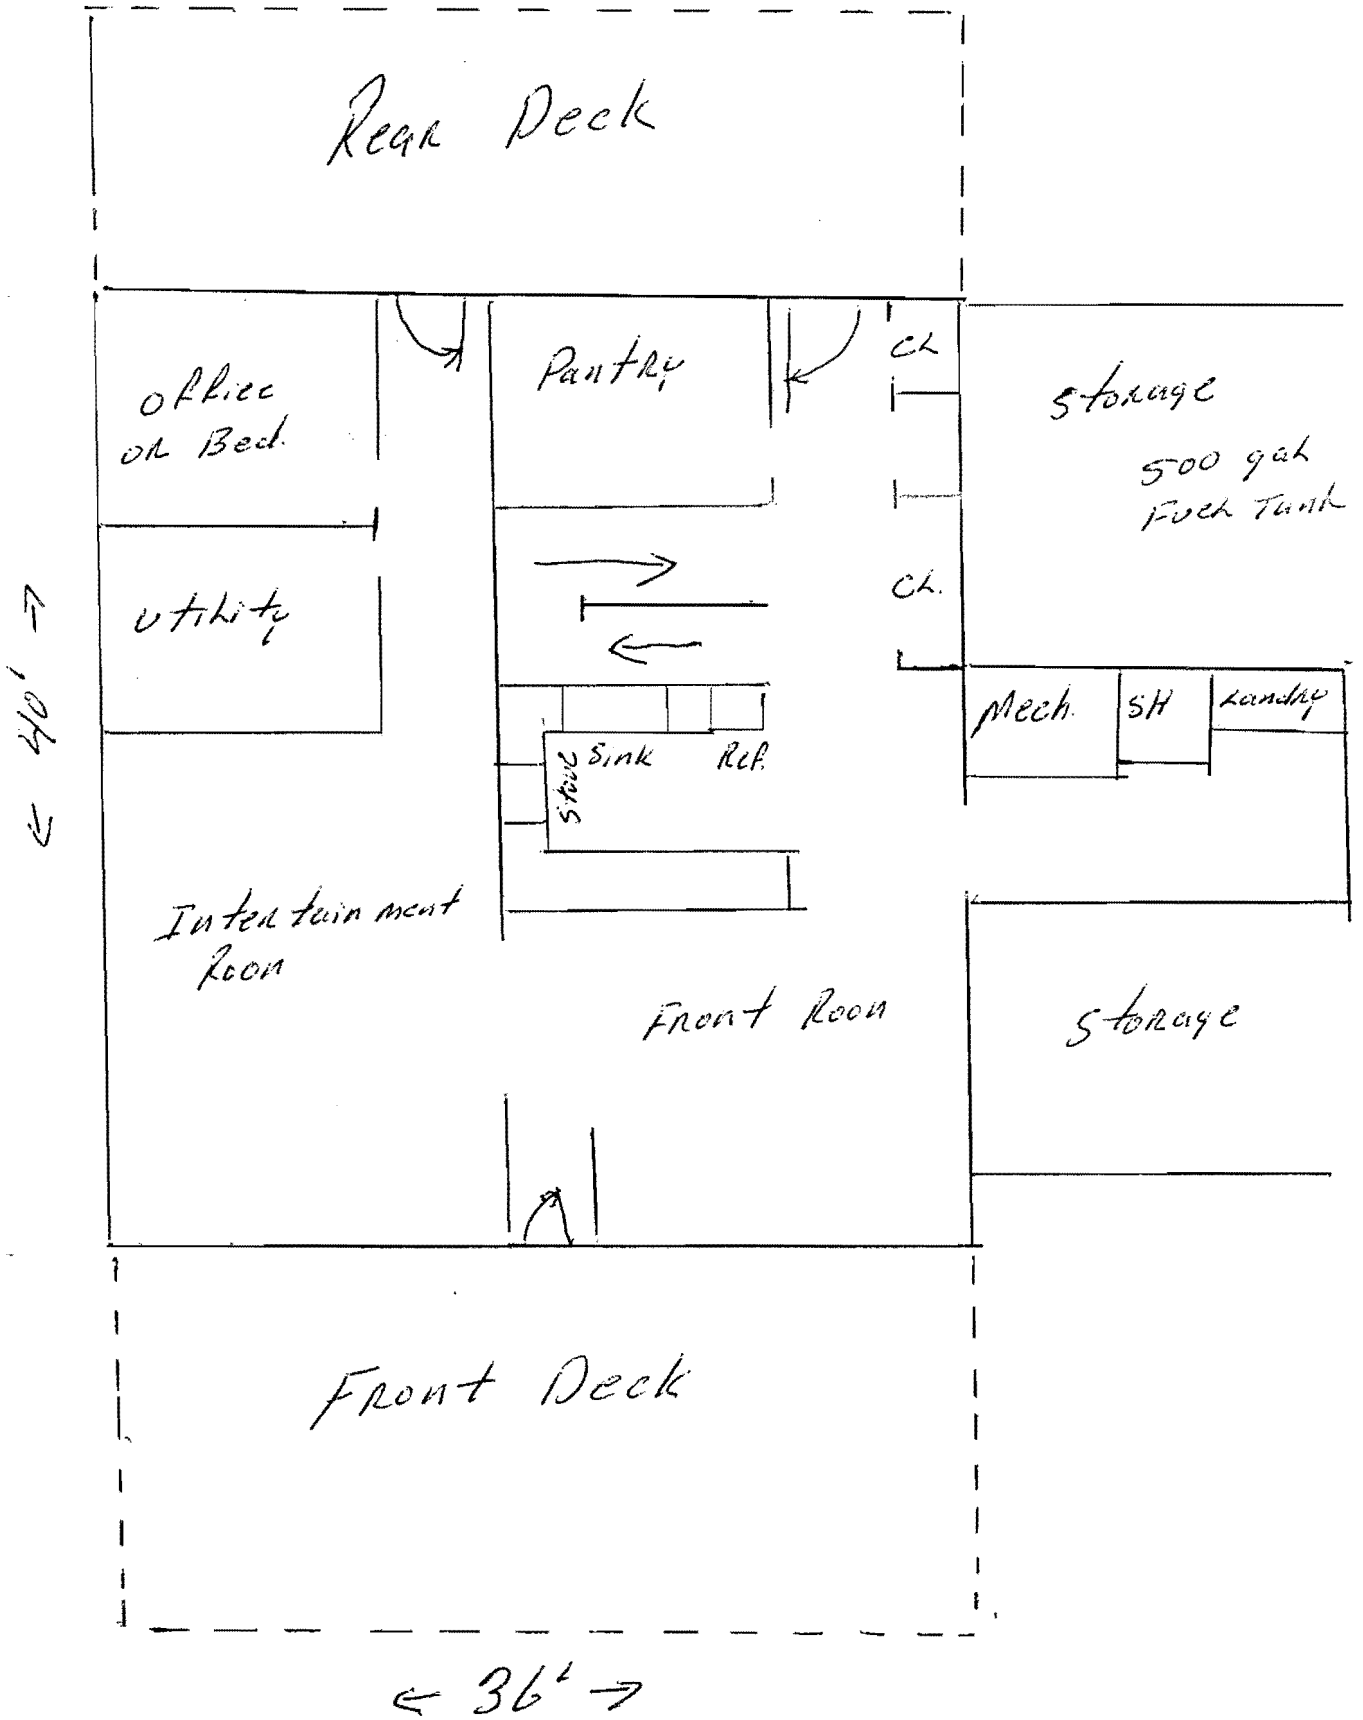 Rear Deck
Office
or Bed.
Pantry
CL
Storage
500 gal
Fuel Tank
Utility
CL.
40'
Mech.
SH
Landry
Stove
Sink
Ref.
Intertainment
Room
Front Room
Storage
Front Deck
36'